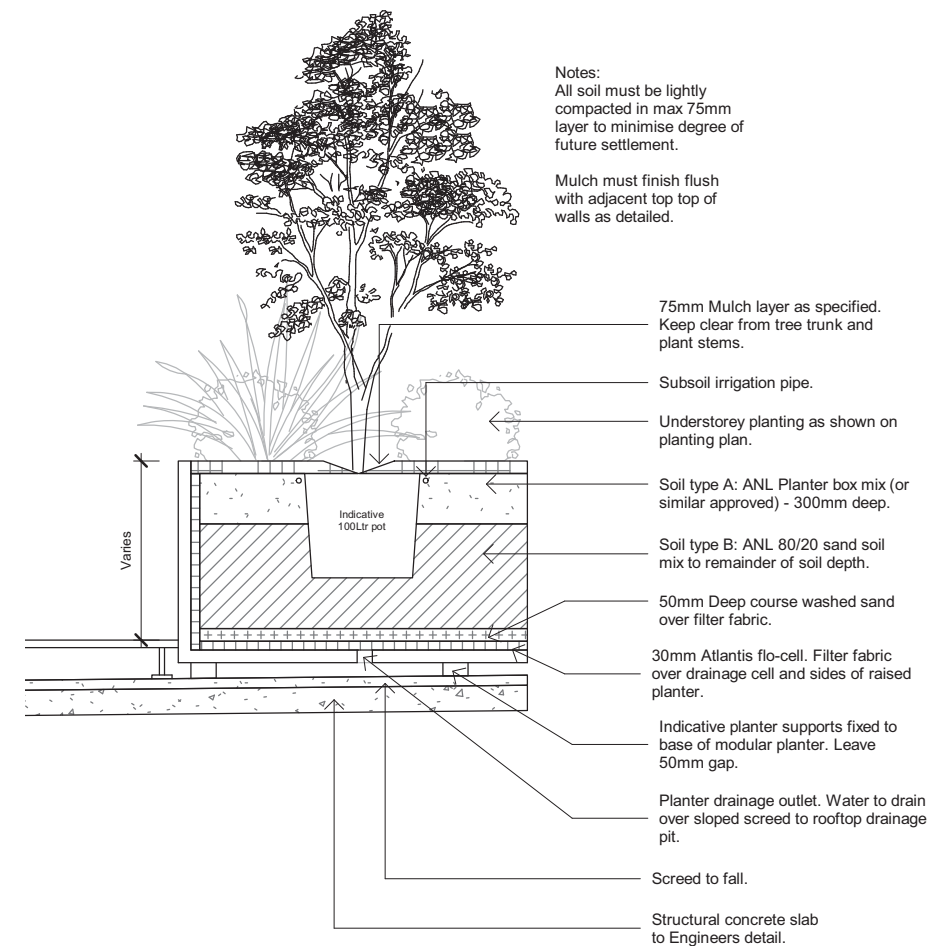 Notes:
All soil must be lightly
compacted in max 75mm
layer to minimise degree of
future settlement.
Mulch must finish flush
with adjacent top top of
walls as detailed.
75mm Mulch layer as specified.
Keep clear from tree trunk and
plant stems.
Subsoil irrigation pipe.
Understorey planting as shown on
planting plan.
Soil type A: ANL Planter box mix (or
similar approved) - 300mm deep.
Indicative
100Ltr pot
Varies
Soil type B: ANL 80/20 sand soil
mix to remainder of soil depth.
50mm Deep course washed sand
over filter fabric.
30mm Atlantis flo-cell. Filter fabric
over drainage cell and sides of raised
planter.
Indicative planter supports fixed to
base of modular planter. Leave
50mm gap.
Planter drainage outlet. Water to drain
over sloped screed to rooftop drainage
pit.
Screed to fall.
Structural concrete slab
to Engineers detail.